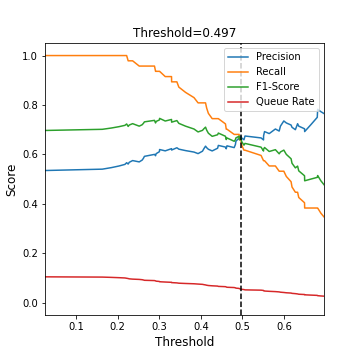 Threshold=0.497
Precision
Recall
F1-Score
Queue Rate
Score
1.0
0.8
0.6
0.4
0.2
0.0
0.1 0.2 0.3 0.4 0.5 0.6
Threshold